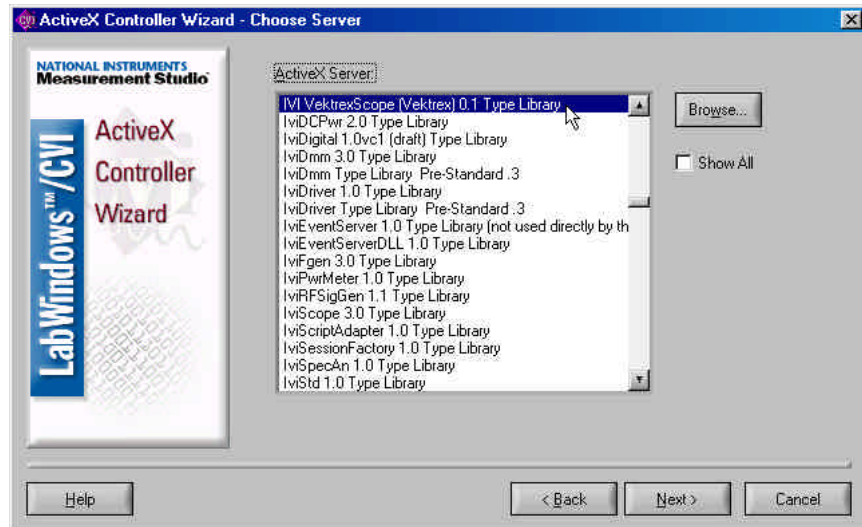 CVI ActiveX Controller Wizard - Choose Server
NATIONAL INSTRUMENTS
Measurement Studio
LabWindows™/CVI
ActiveX
Controller
Wizard
ActiveX Server:
IVI VektrexScope (Vektrex) 0.1 Type Library
IviDCPwr 2.0 Type Library
IviDigital 1.0vc1 (draft) Type Library
IviDmm 3.0 Type Library
IviDmm Type Library Pre-Standard .3
IviDriver 1.0 Type Library
IviDriver Type Library Pre-Standard .3
IviEventServer 1.0 Type Library (not used directly by th
IviEventServerDLL 1.0 Type Library
IviFgen 3.0 Type Library
IviPwrMeter 1.0 Type Library
IviRFSigGen 1.1 Type Library
IviScope 3.0 Type Library
IviScriptAdapter 1.0 Type Library
IviSessionFactory 1.0 Type Library
IviSpecAn 1.0 Type Library
IviStd 1.0 Type Library
Browse...
Show All
Help
< Back
Next >
Cancel